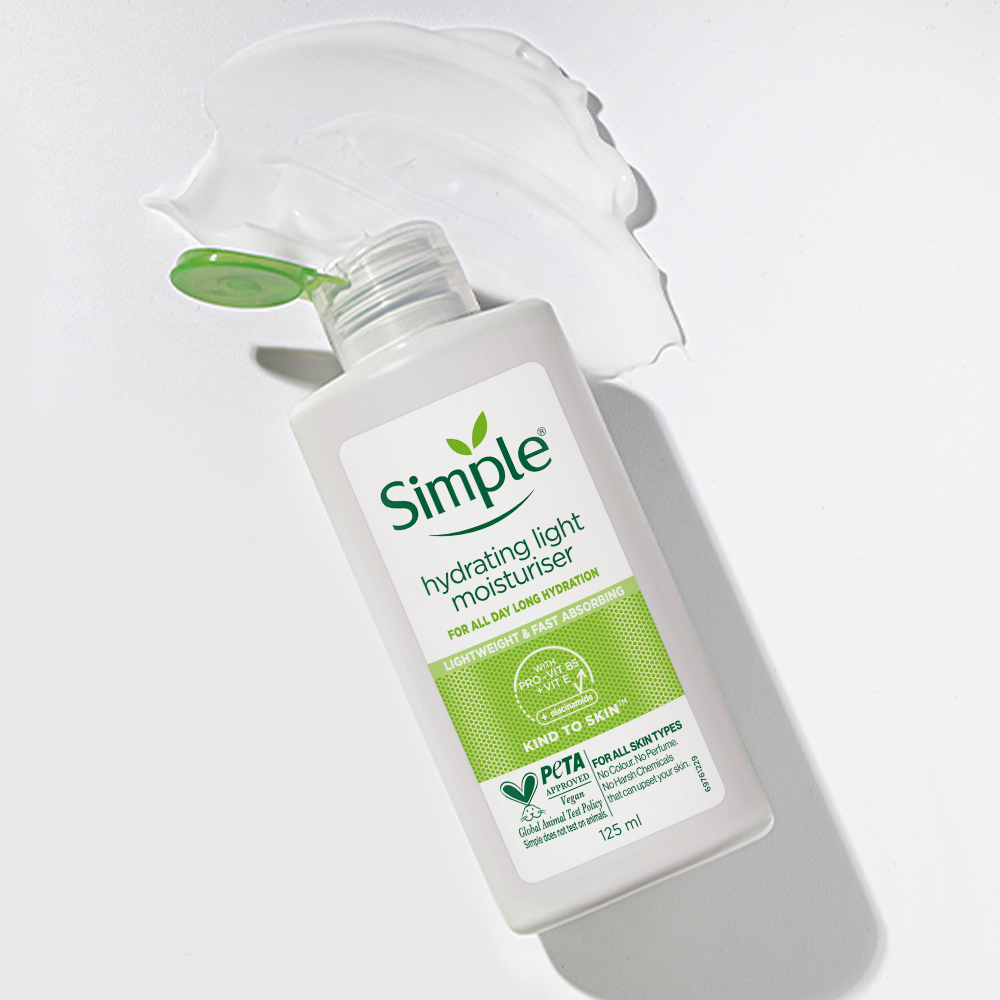 Simple®
hydrating light
moisturiser
FOR ALL DAY LONG HYDRATION
LIGHTWEIGHT & FAST ABSORBING
WITH
PRO-VIT B5
+ VIT E
+ niacinamide
KIND TO SKIN™
PeTA
APPROVED
Vegan
Global Animal Test Policy
Simple does not test on animals.
FOR ALL SKIN TYPES
No Colour. No Perfume.
No Harsh Chemicals
that can upset your skin.
69761229
125 ml